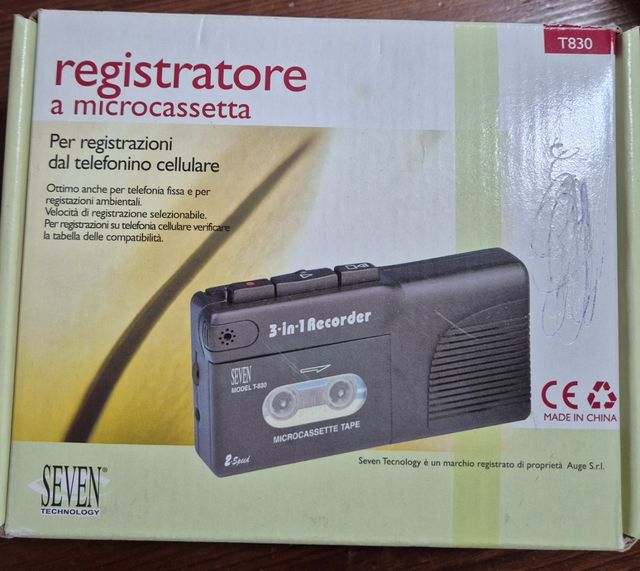 T830
registratore
a microcassetta
Per registrazioni
dal telefonino cellulare
Ottimo anche per telefonia fissa e per
registazioni ambientali.
Velocità di registrazione selezionabile.
Per registrazioni su telefonia cellulare verificare
la tabella delle compatibilità.
3-in-1 Recorder
SEVEN
MODEL T-830
MICROCASSETTE TAPE
2-Speed
CE
MADE IN CHINA
Seven Tecnology è un marchio registrato di proprietà Auge S.r.l.
SEVEN®
TECHNOLOGY